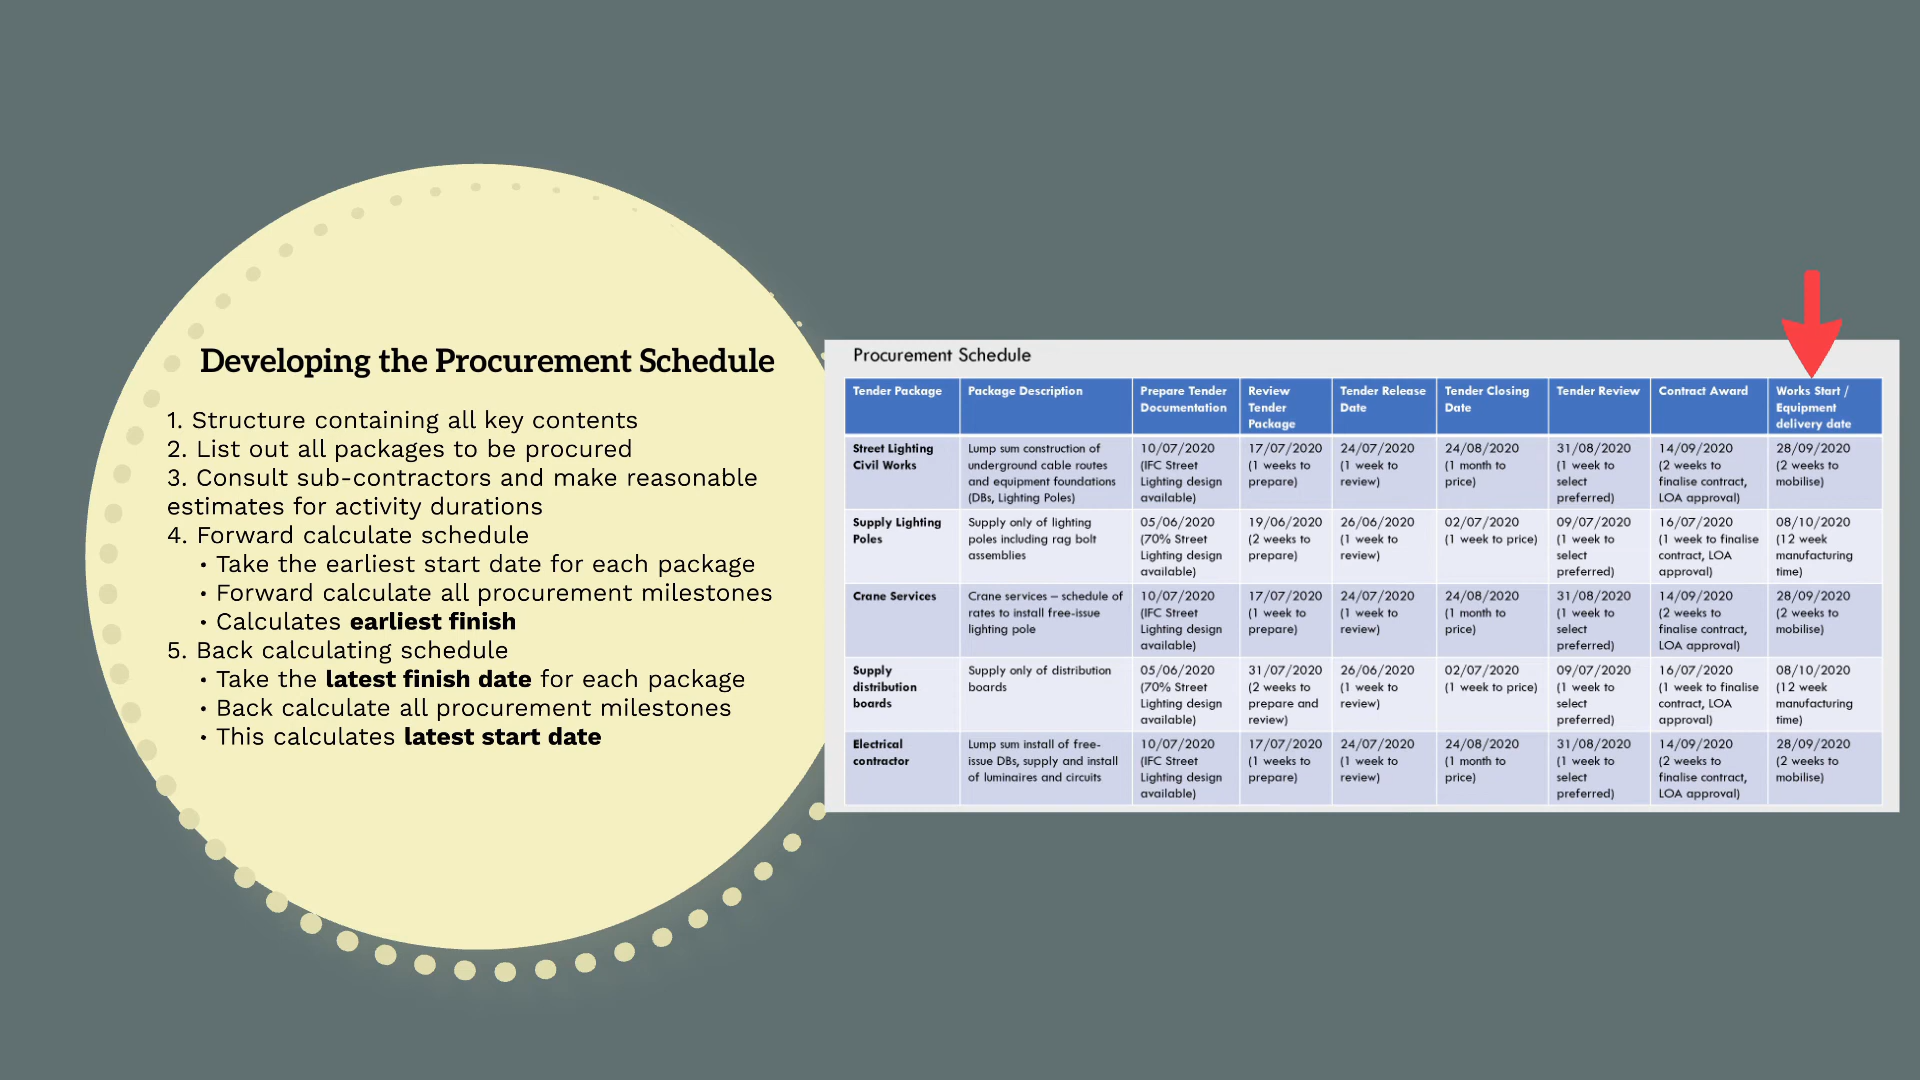 Developing the Procurement Schedule
1. Structure containing all key contents
2. List out all packages to be procured
3. Consult sub-contractors and make reasonable
estimates for activity durations
4. Forward calculate schedule
• Take the earliest start date for each package
• Forward calculate all procurement milestones
• Calculates earliest finish
5. Back calculating schedule
• Take the latest finish date for each package
• Back calculate all procurement milestones
• This calculates latest start date
Procurement Schedule
Tender Package
Package Description
Prepare Tender
Documentation
Review
Tender
Package
Tender Release
Date
Tender Closing
Date
Tender Review
Contract Award
Works Start /
Equipment
delivery date
Street Lighting
Civil Works
Lump sum construction of
underground cable routes
and equipment foundations
(DBs, Lighting Poles)
10/07/2020
(IFC Street
Lighting design
available)
17/07/2020
(1 weeks to
prepare)
24/07/2020
(1 week to
review)
24/08/2020
(1 month to
price)
31/08/2020
(1 week to
select
preferred)
14/09/2020
(2 weeks to
finalise contract,
LOA approval)
28/09/2020
(2 weeks to
mobilise)
Supply Lighting
Poles
Supply only of lighting
poles including rag bolt
assemblies
05/06/2020
(70% Street
Lighting design
available)
19/06/2020
(2 weeks to
prepare)
26/06/2020
(1 week to
review)
02/07/2020
(1 week to price)
09/07/2020
(1 week to
select
preferred)
16/07/2020
(1 week to finalise
contract, LOA
approval)
08/10/2020
(12 week
manufacturing
time)
Crane Services
Crane services – schedule of
rates to install free-issue
lighting pole
10/07/2020
(IFC Street
Lighting design
available)
17/07/2020
(1 week to
prepare)
24/07/2020
(1 week to
review)
24/08/2020
(1 month to
price)
31/08/2020
(1 week to
select
preferred)
14/09/2020
(2 weeks to
finalise contract,
LOA approval)
28/09/2020
(2 weeks to
mobilise)
Supply
distribution
boards
Supply only of distribution
boards
05/06/2020
(70% Street
Lighting design
available)
31/07/2020
(2 weeks to
prepare and
review)
26/06/2020
(1 week to
review)
02/07/2020
(1 week to price)
09/07/2020
(1 week to
select
preferred)
16/07/2020
(1 week to finalise
contract, LOA
approval)
08/10/2020
(12 week
manufacturing
time)
Electrical
contractor
Lump sum install of free-
issue DBs, supply and install
of luminaires and circuits
10/07/2020
(IFC Street
Lighting design
available)
17/07/2020
(1 weeks to
prepare)
24/07/2020
(1 week to
review)
24/08/2020
(1 month to
price)
31/08/2020
(1 week to
select
preferred)
14/09/2020
(2 weeks to
finalise contract,
LOA approval)
28/09/2020
(2 weeks to
mobilise)